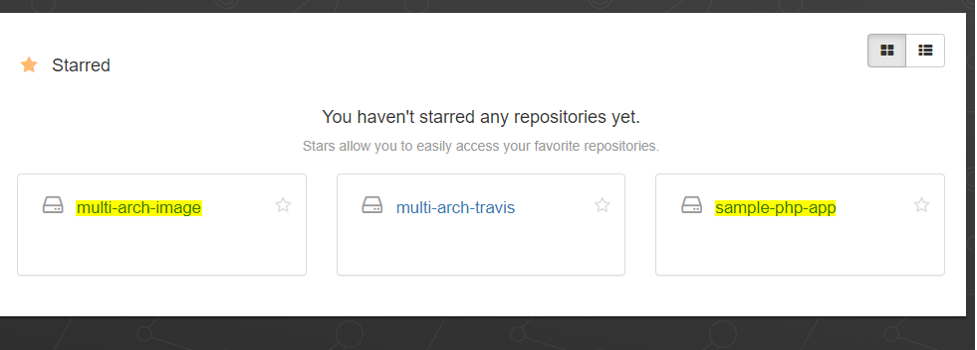 Starred
You haven't starred any repositories yet.
Stars allow you to easily access your favorite repositories.
multi-arch-image
multi-arch-travis
sample-php-app